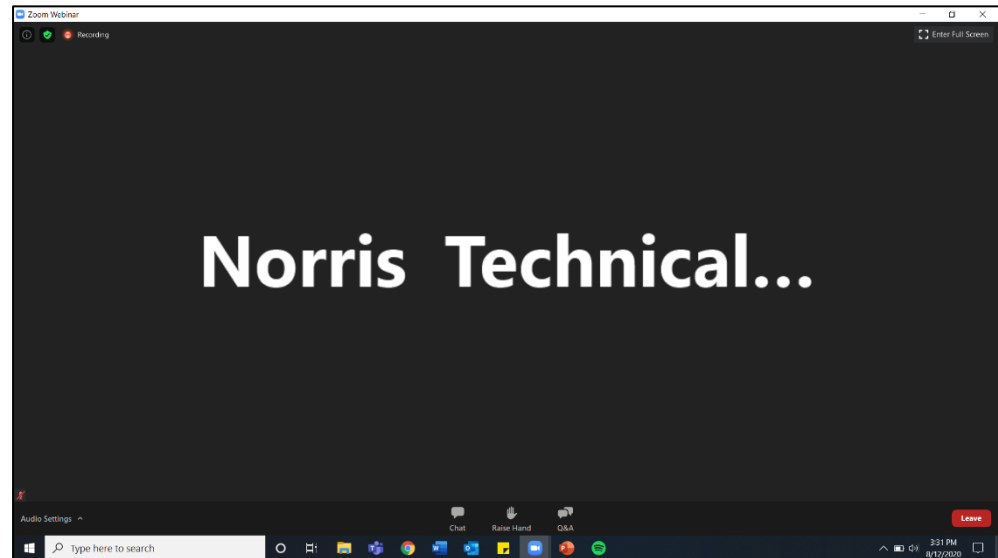 Zoom Webinar
Recording
Enter Full Screen
Norris Technical...
Audio Settings
Chat
Raise Hand
Q&A
Leave
Type here to search
3:31 PM
8/12/2020